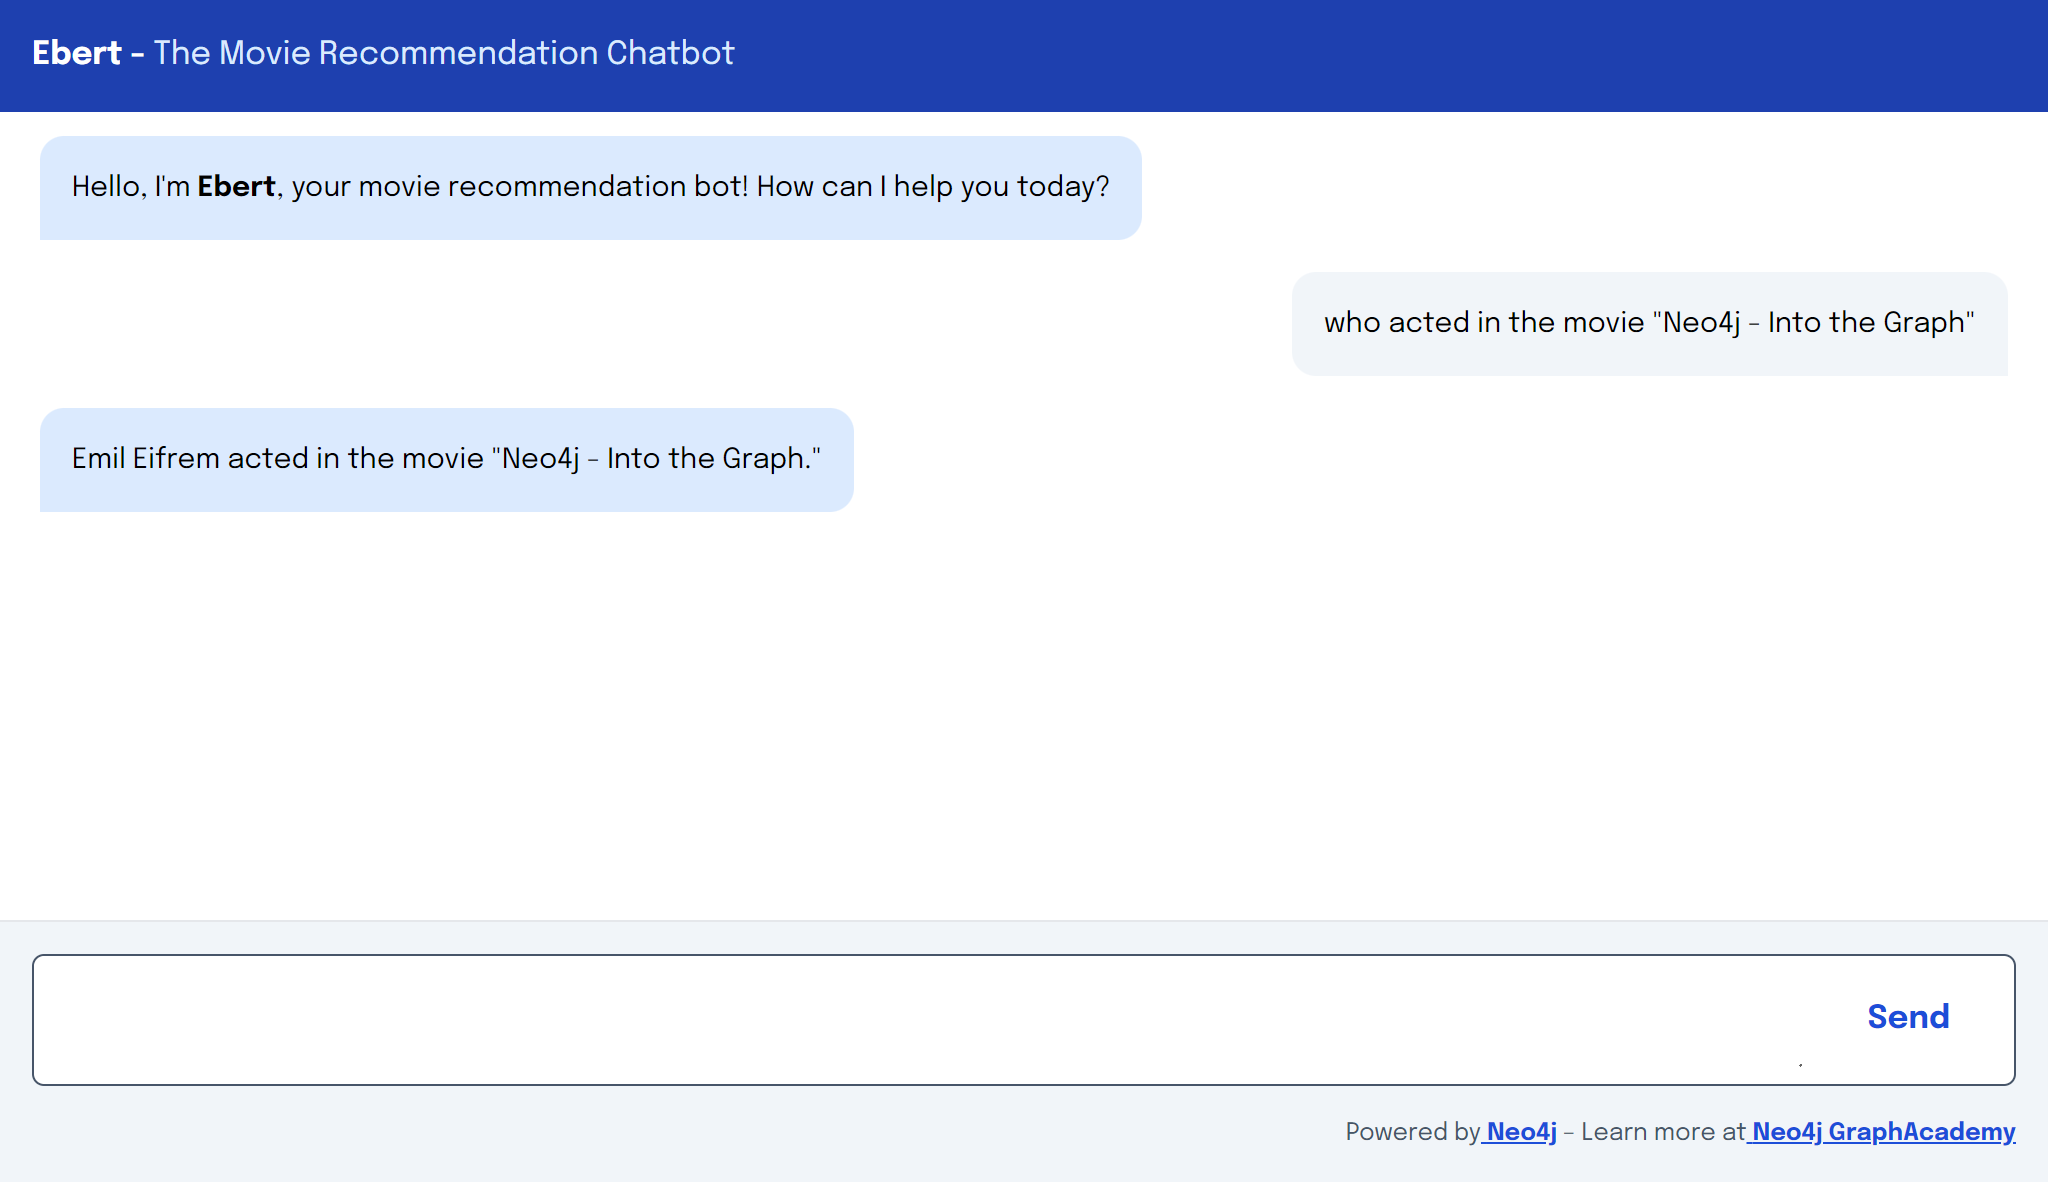 Ebert - The Movie Recommendation Chatbot
Hello, I'm Ebert, your movie recommendation bot! How can I help you today?
who acted in the movie "Neo4j - Into the Graph"
Emil Eifrem acted in the movie "Neo4j - Into the Graph."
Send
Powered by Neo4j - Learn more at Neo4j GraphAcademy